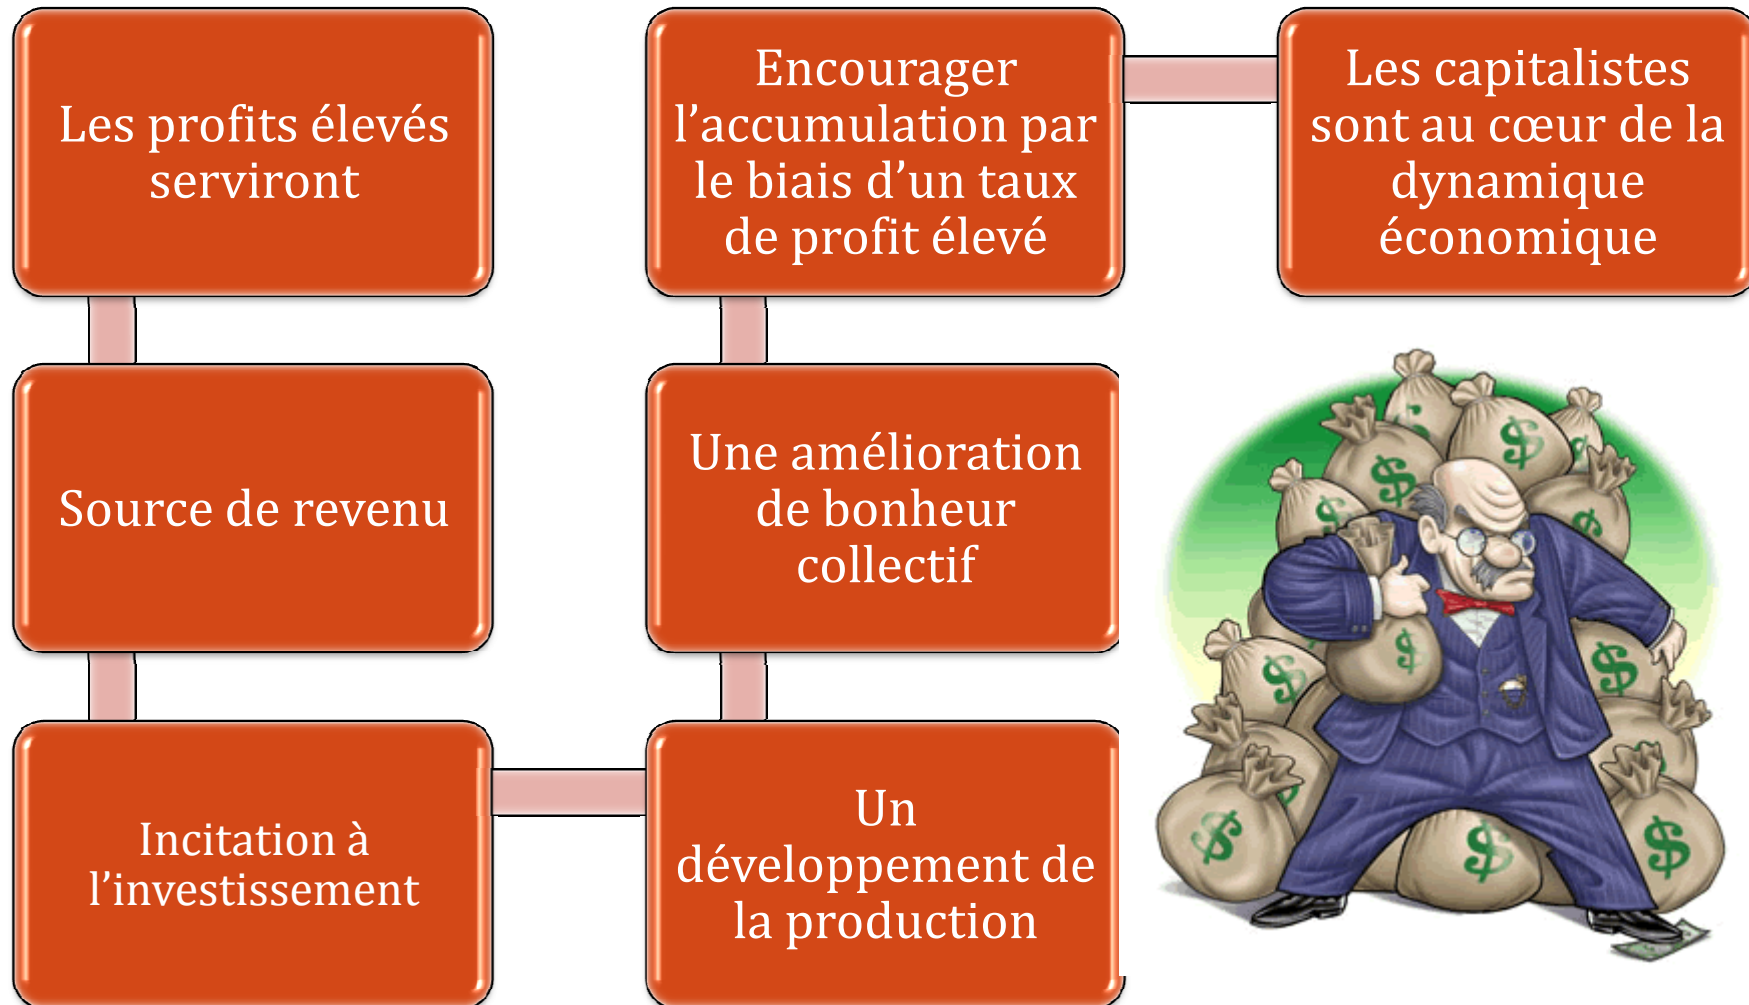 Les profits élevés
serviront
Source de revenu
Incitation à
l’investissement
Un
développement de
la production
Une amélioration
de bonheur
collectif
Encourager
l’accumulation par
le biais d’un taux
de profit élevé
Les capitalistes
sont au cœur de la
dynamique
économique
$
$
$
$
$
$
$
$
$
$
$
$